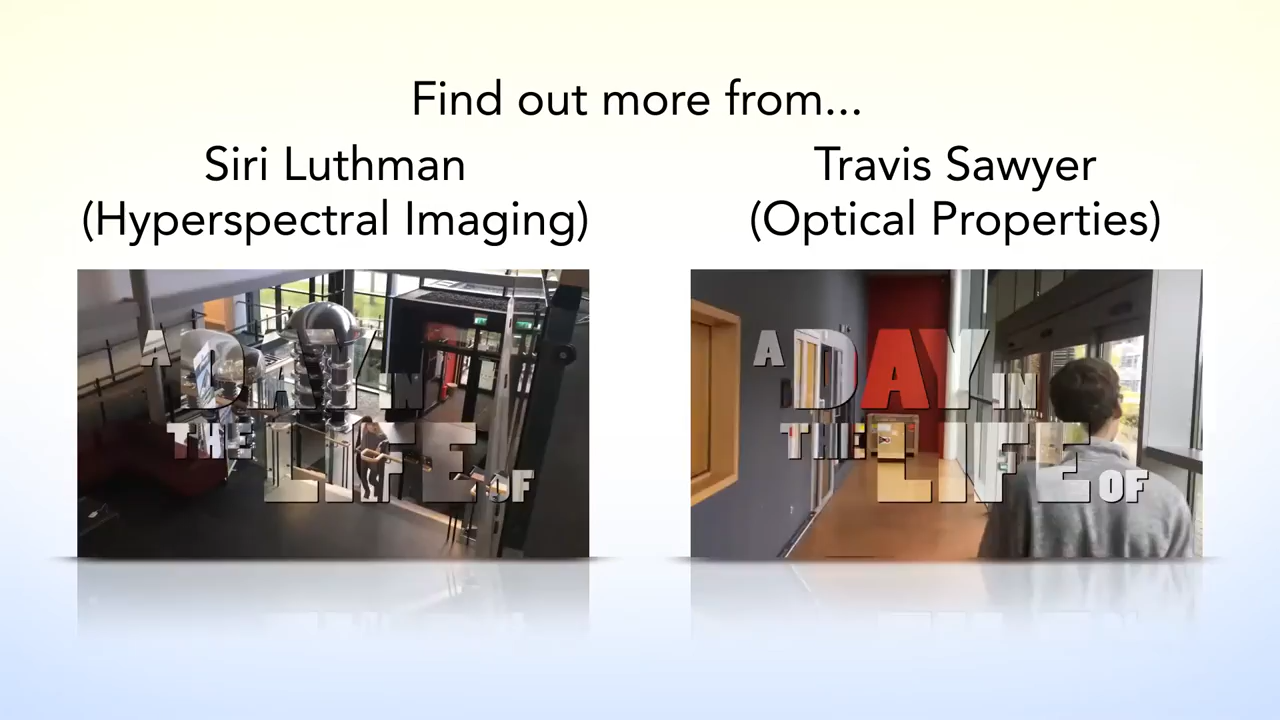 Find out more from...
Siri Luthman
(Hyperspectral Imaging)
Travis Sawyer
(Optical Properties)
A DAY IN
THE LIFE OF
A DAY IN
THE LIFE OF